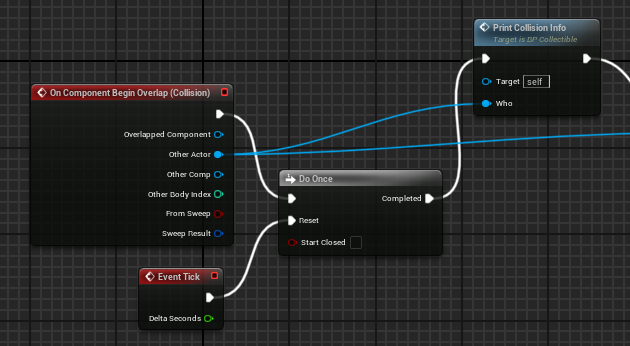 Print Collision Info
Target is BP Collectible
Target self
Who
On Component Begin Overlap (Collision)
Overlapped Component
Other Actor
Other Comp
Other Body Index
From Sweep
Sweep Result
Do Once
Completed
Reset
Start Closed
Event Tick
Delta Seconds